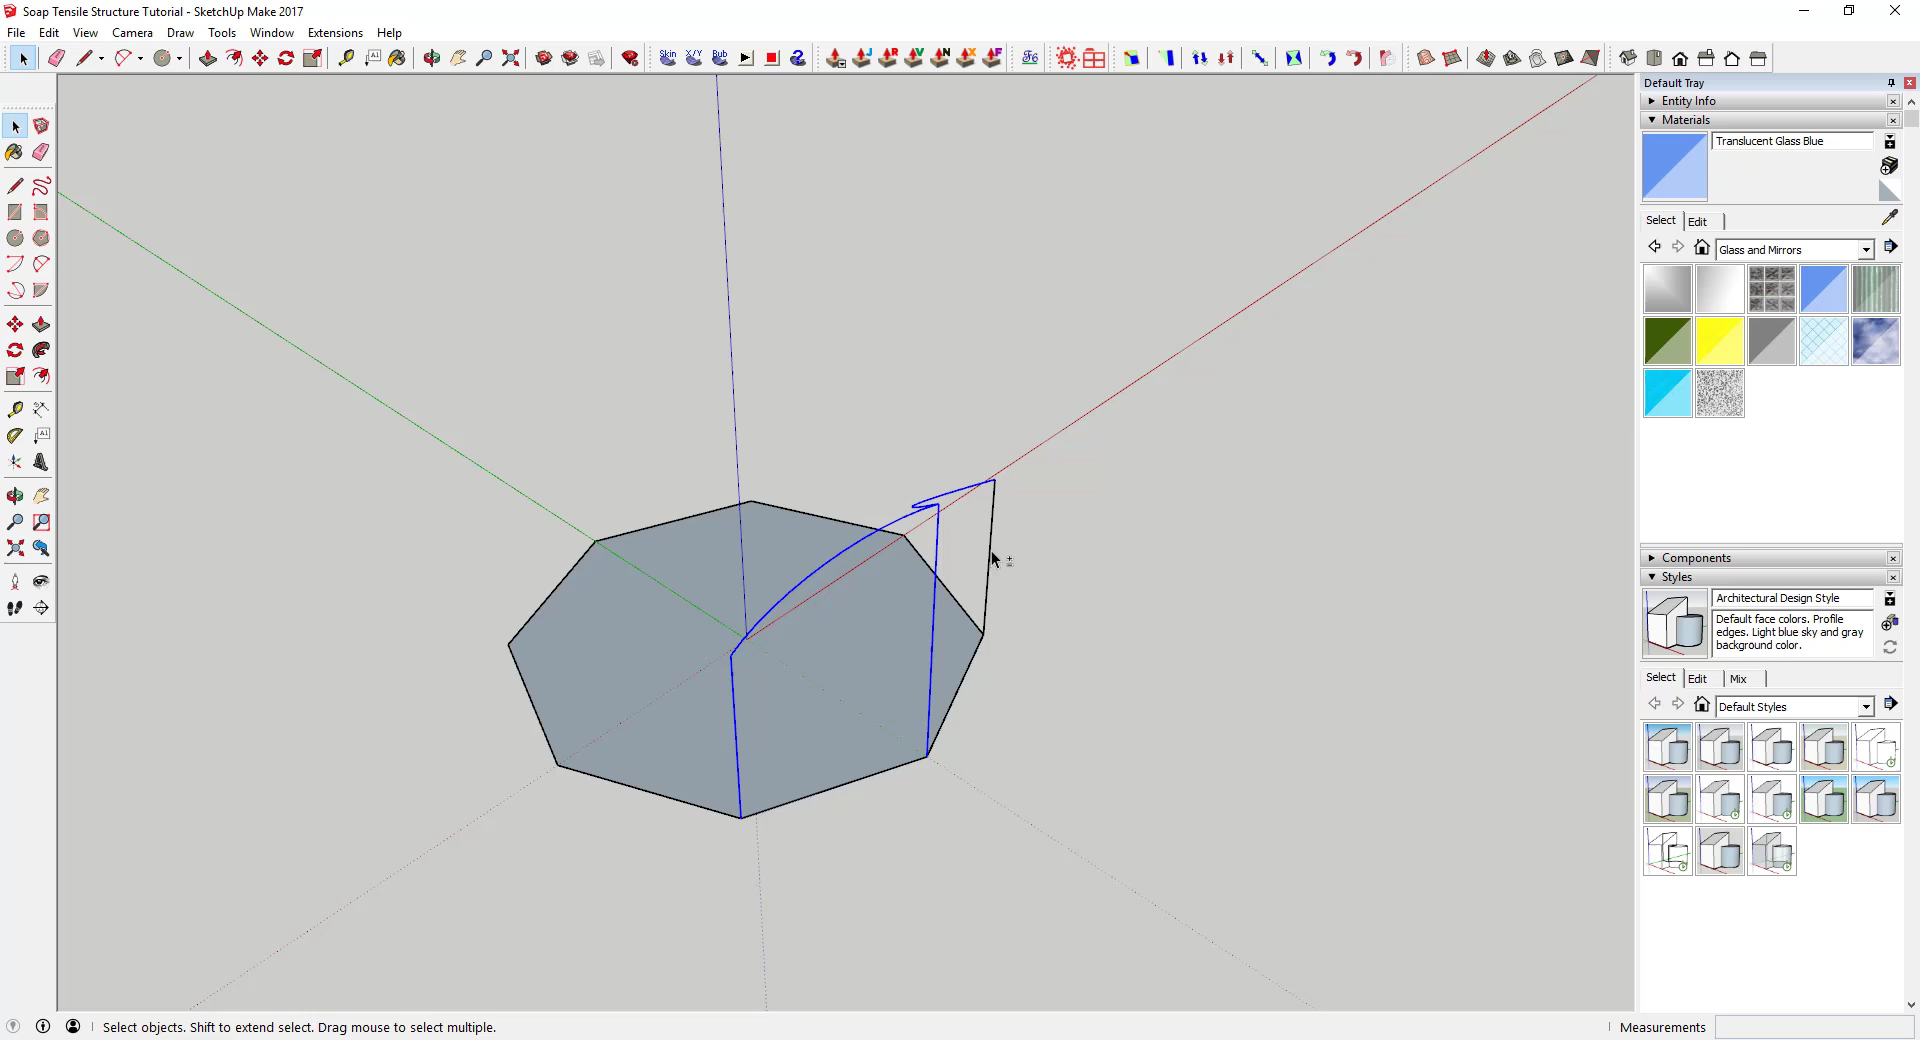 Soap Tensile Structure Tutorial - SketchUp Make 2017
File Edit View Camera Draw Tools Window Extensions Help
Skin X/Y Bub
J R V N X F
Default Tray
Entity Info
Materials
Translucent Glass Blue
Select Edit
Glass and Mirrors
Components
Styles
Architectural Design Style
Default face colors. Profile
edges. Light blue sky and gray
background color.
Select Edit Mix
Default Styles
Select objects. Shift to extend select. Drag mouse to select multiple.
Measurements